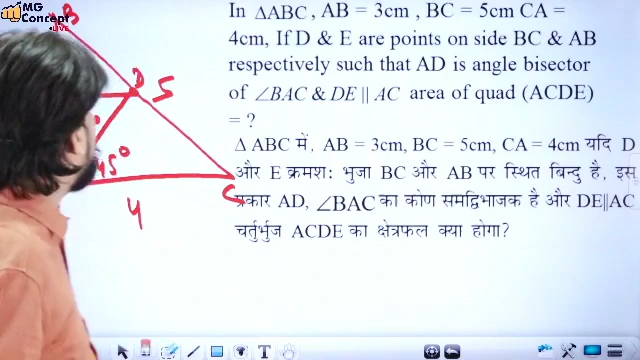 MG
Concept
LIVE
In ΔABC, AB = 3cm, BC = 5cm CA =
4cm, If D & E are points on side BC & AB
respectively such that AD is angle bisector
of ∠BAC & DE || AC area of quad (ACDE)
= ?
Δ ABC में, AB = 3cm, BC = 5cm, CA = 4cm यदि D
और E क्रमशः भुजा BC और AB पर स्थित बिन्दु है, इस
प्रकार AD, ∠BAC का कोण समद्विभाजक है और DE||AC
चर्तुर्भुज ACDE का क्षेत्रफल क्या होगा?
B
D
5
45°
C
4
T